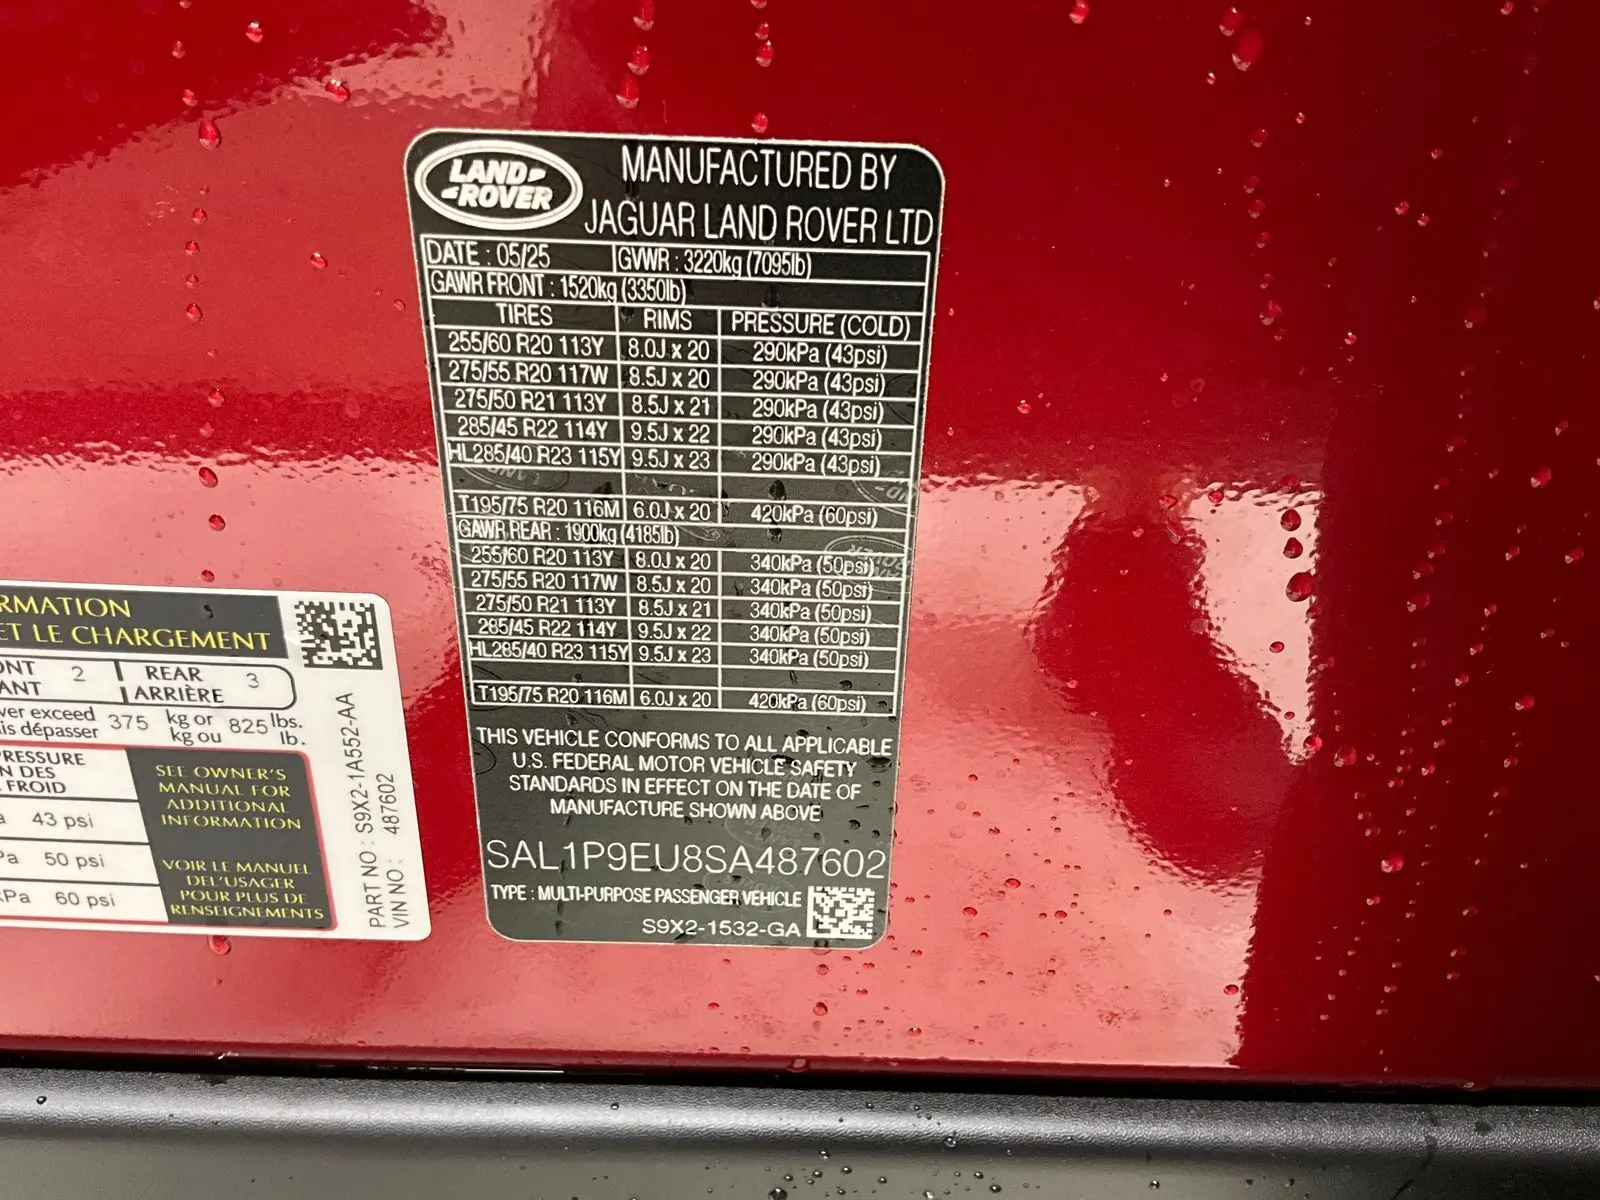 LAND
ROVER
MANUFACTURED BY
JAGUAR LAND ROVER LTD
DATE : 05/25 GVWR : 3220kg (7095lb)
GAWR FRONT : 1520kg (3350lb)
TIRES RIMS PRESSURE (COLD)
255/60 R20 113Y 8.0J x 20 290kPa (43psi)
275/55 R20 117W 8.5J x 20 290kPa (43psi)
275/50 R21 113Y 8.5J x 21 290kPa (43psi)
285/45 R22 114Y 9.5J x 22 290kPa (43psi)
HL285/40 R23 115Y 9.5J x 23 290kPa (43psi)
T195/75 R20 116M 6.0J x 20 420kPa (60psi)
GAWR REAR : 1900kg (4185lb)
255/60 R20 113Y 8.0J x 20 340kPa (50psi)
275/55 R20 117W 8.5J x 20 340kPa (50psi)
275/50 R21 113Y 8.5J x 21 340kPa (50psi)
285/45 R22 114Y 9.5J x 22 340kPa (50psi)
HL285/40 R23 115Y 9.5J x 23 340kPa (50psi)
T195/75 R20 116M 6.0J x 20 420kPa (60psi)
THIS VEHICLE CONFORMS TO ALL APPLICABLE
U.S. FEDERAL MOTOR VEHICLE SAFETY
STANDARDS IN EFFECT ON THE DATE OF
MANUFACTURE SHOWN ABOVE
SAL1P9EU8SA487602
TYPE : MULTI-PURPOSE PASSENGER VEHICLE
S9X2-1532-GA
RMATION
ET LE CHARGEMENT
ONT 2 REAR 3
ANT ARRIÈRE
ver exceed 375 kg or 825 lbs.
is dépasser kg ou lb.
PRESSURE
N DES
FROID
43 psi
Pa 50 psi
kPa 60 psi
SEE OWNER'S
MANUAL FOR
ADDITIONAL
INFORMATION
VOIR LE MANUEL
DEL'USAGER
POUR PLUS DE
RENSEIGNEMENTS
PART NO : S9X2-1A552-AA
VIN NO : 487602